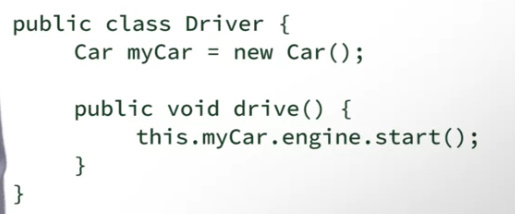 public class Driver {
Car myCar = new Car();
public void drive() {
this.myCar.engine.start();
}
}